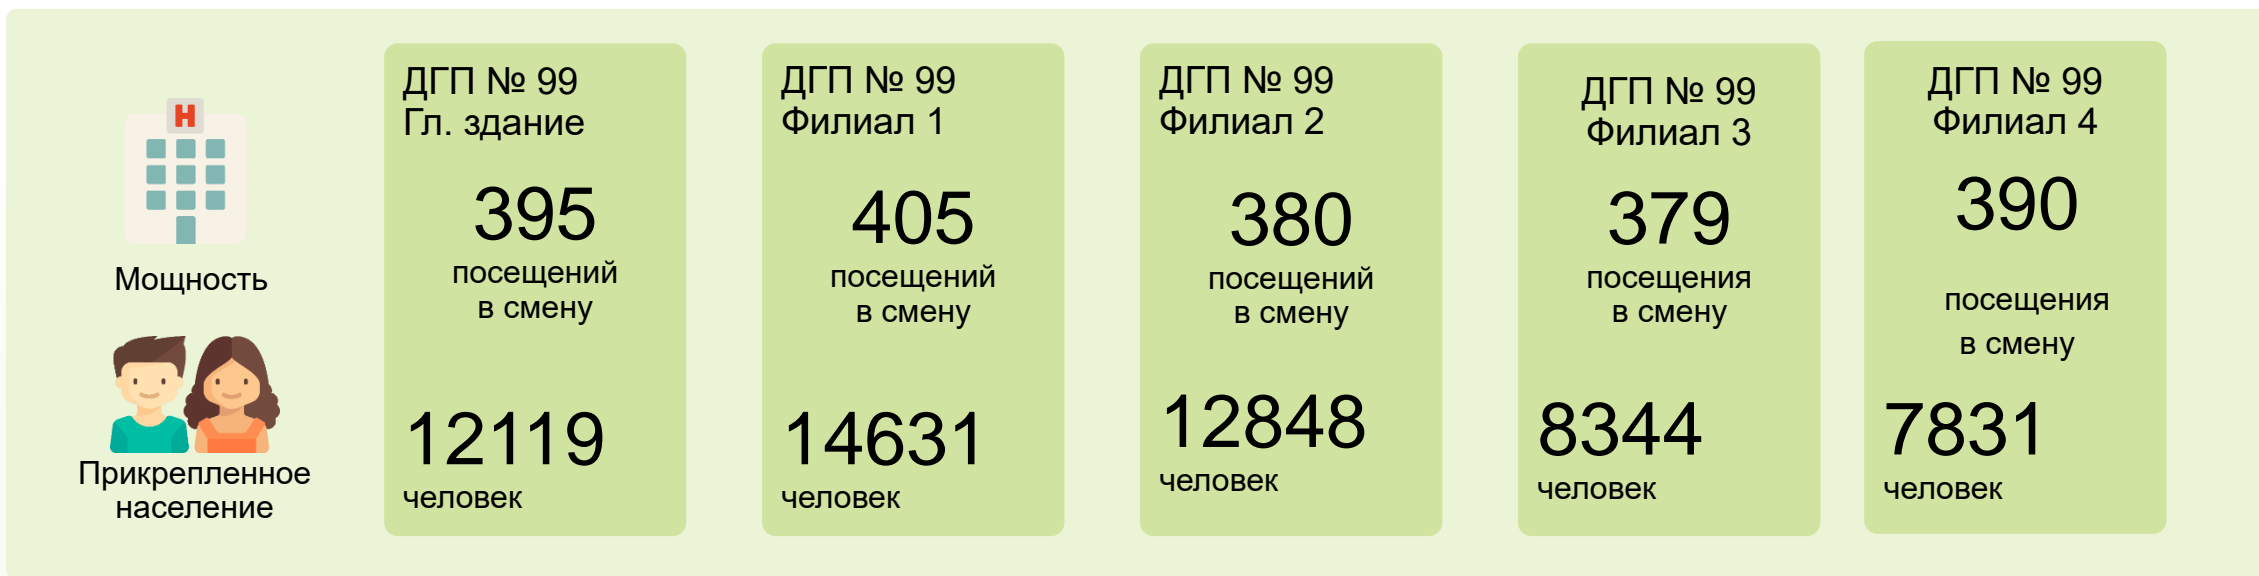 H
Мощность
Прикрепленное
население
ДГП № 99
Гл. здание
395
посещений
в смену
12119
человек
ДГП № 99
Филиал 1
405
посещений
в смену
14631
человек
ДГП № 99
Филиал 2
380
посещений
в смену
12848
человек
ДГП № 99
Филиал 3
379
посещения
в смену
8344
человек
ДГП № 99
Филиал 4
390
посещения
в смену
7831
человек